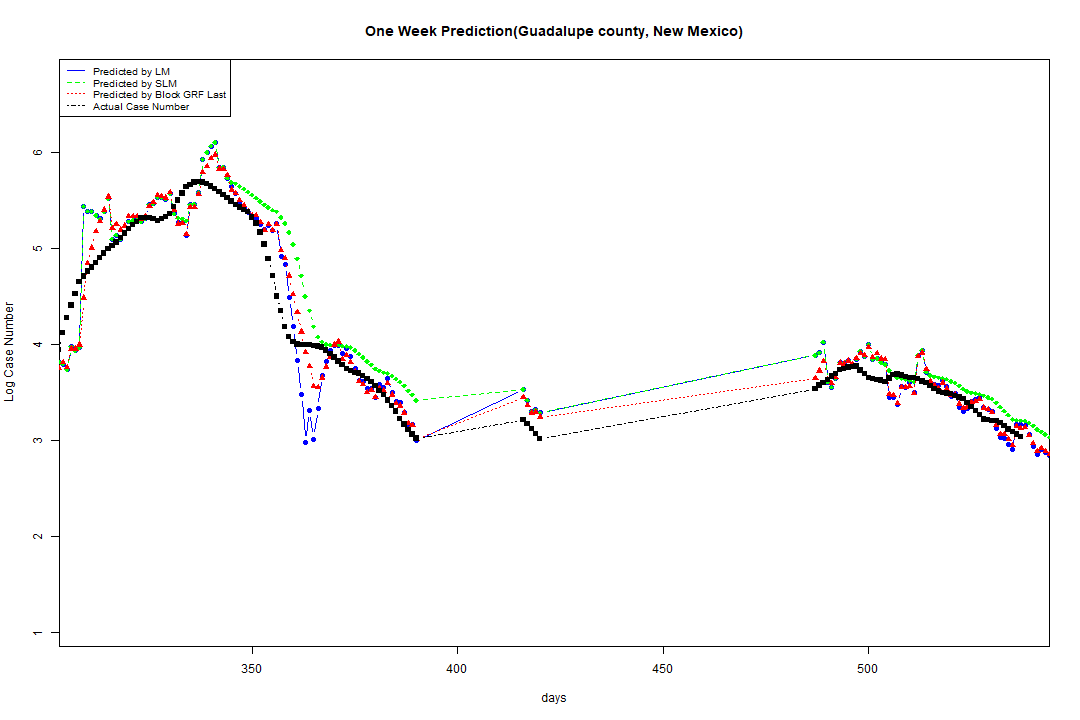 One Week Prediction(Guadalupe county, New Mexico)
Predicted by LM
Predicted by SLM
Predicted by Block GRF Last
Actual Case Number
6
5
4
3
2
1
Log Case Number
350
400
450
500
days